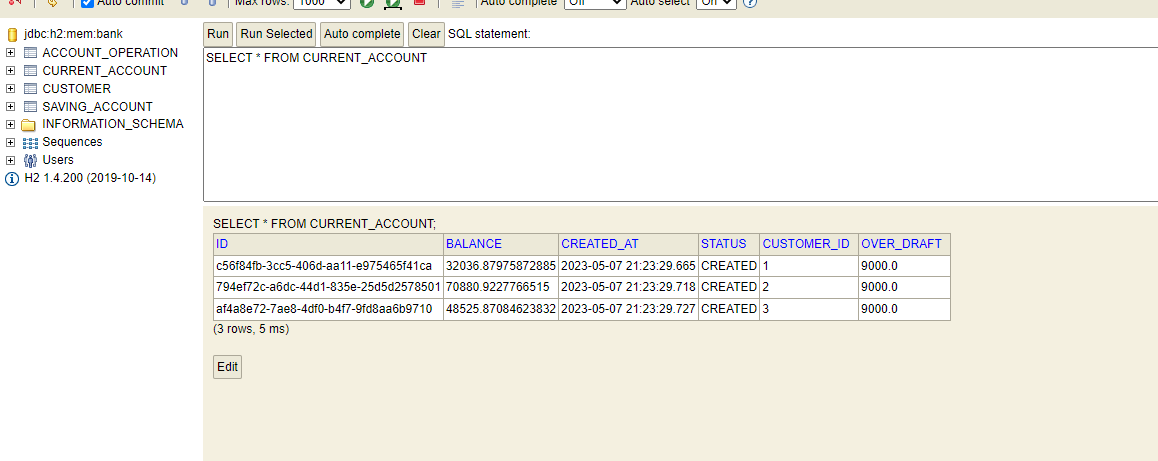 Auto commit Max rows: 1000 Auto complete Off Auto select On ?
jdbc:h2:mem:bank
ACCOUNT_OPERATION
CURRENT_ACCOUNT
CUSTOMER
SAVING_ACCOUNT
INFORMATION_SCHEMA
Sequences
Users
H2 1.4.200 (2019-10-14)
Run Run Selected Auto complete Clear SQL statement:
SELECT * FROM CURRENT_ACCOUNT
SELECT * FROM CURRENT_ACCOUNT;
ID BALANCE CREATED_AT STATUS CUSTOMER_ID OVER_DRAFT
c56f84fb-3cc5-406d-aa11-e975465f41ca 32036.87975872885 2023-05-07 21:23:29.665 CREATED 1 9000.0
794ef72c-a6dc-44d1-835e-25d5d2578501 70880.9227766515 2023-05-07 21:23:29.718 CREATED 2 9000.0
af4a8e72-7ae8-4df0-b4f7-9fd8aa6b9710 48525.87084623832 2023-05-07 21:23:29.727 CREATED 3 9000.0
(3 rows, 5 ms)
Edit